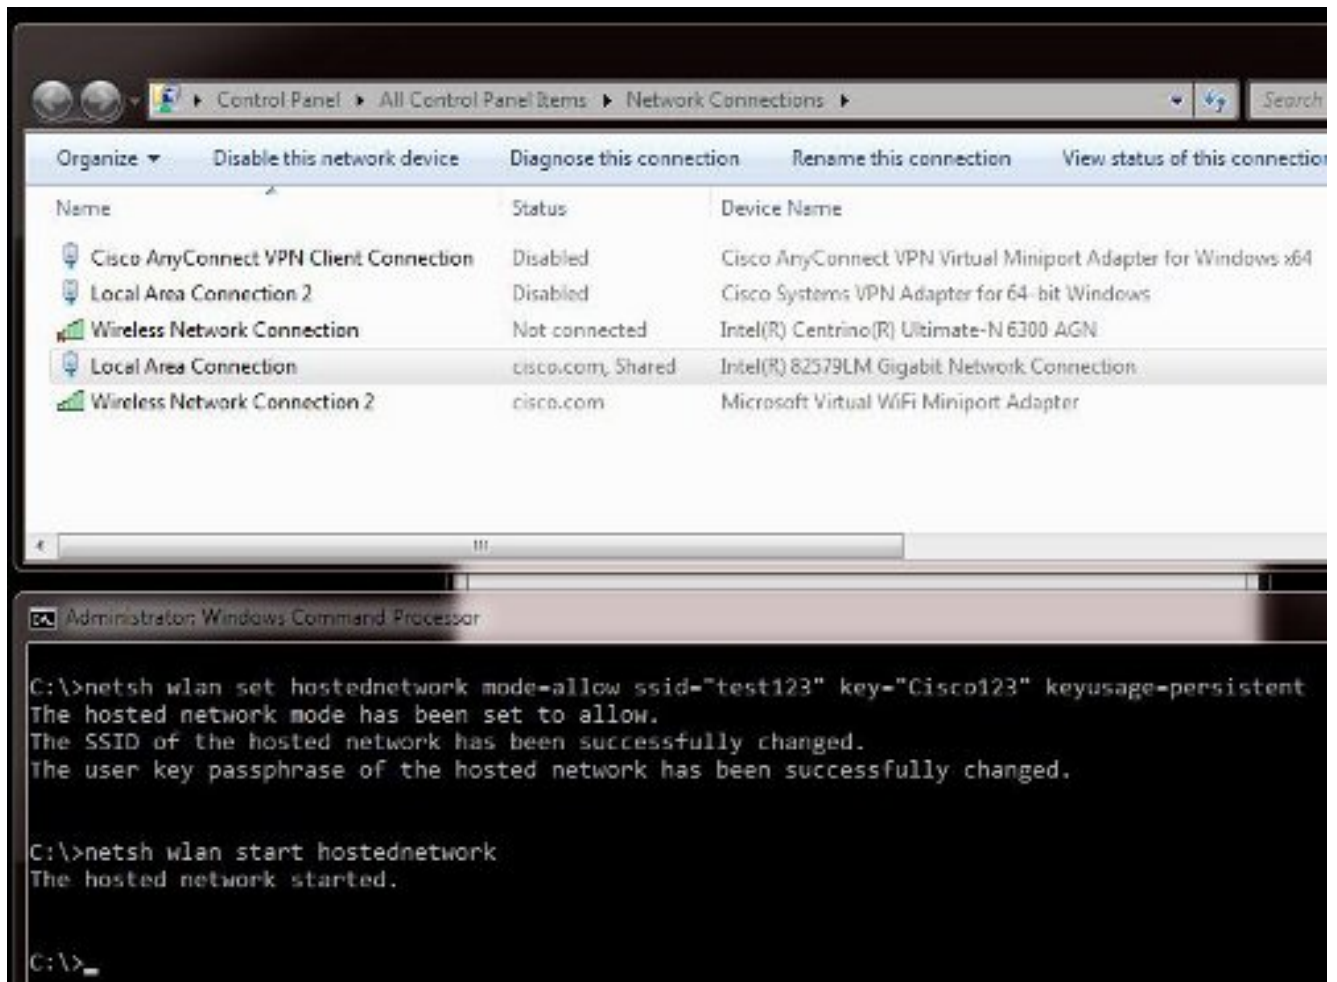 Control Panel ▸ All Control Panel Items ▸ Network Connections ▸ Search
Organize Disable this network device Diagnose this connection Rename this connection View status of this connection
Name Status Device Name
Cisco AnyConnect VPN Client Connection Disabled Cisco AnyConnect VPN Virtual Miniport Adapter for Windows x64
Local Area Connection 2 Disabled Cisco Systems VPN Adapter for 64-bit Windows
Wireless Network Connection Not connected Intel(R) Centrino(R) Ultimate-N 6300 AGN
Local Area Connection cisco.com, Shared Intel(R) 82579LM Gigabit Network Connection
Wireless Network Connection 2 cisco.com Microsoft Virtual WiFi Miniport Adapter
Administrator: Windows Command Processor
C:\>netsh wlan set hostednetwork mode=allow ssid="test123" key="Cisco123" keyusage=persistent
The hosted network mode has been set to allow.
The SSID of the hosted network has been successfully changed.
The user key passphrase of the hosted network has been successfully changed.
C:\>netsh wlan start hostednetwork
The hosted network started.
C:\>_